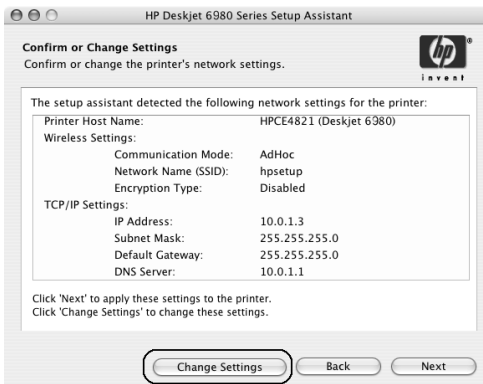 HP Deskjet 6980 Series Setup Assistant
Confirm or Change Settings
Confirm or change the printer's network settings.
hp
®
invent
The setup assistant detected the following network settings for the printer:
Printer Host Name: HPCE4821 (Deskjet 6980)
Wireless Settings:
Communication Mode: AdHoc
Network Name (SSID): hpsetup
Encryption Type: Disabled
TCP/IP Settings:
IP Address: 10.0.1.3
Subnet Mask: 255.255.255.0
Default Gateway: 255.255.255.0
DNS Server: 10.0.1.1
Click 'Next' to apply these settings to the printer.
Click 'Change Settings' to change these settings.
Change Settings Back Next